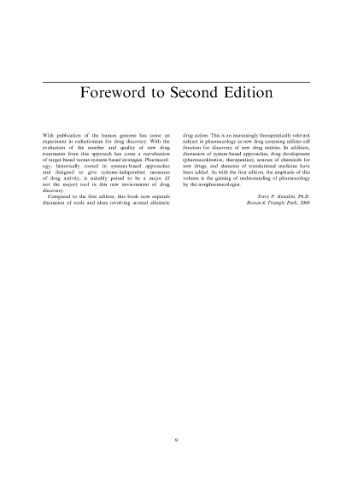 Foreword to Second Edition
With publication of the human genome has come an
experiment in reductionism for drug discovery. With the
evaluation of the number and quality of new drug
treatments from this approach has come a reevaluation
of target-based versus systems-based strategies. Pharmacol-
ogy, historically rooted in systems-based approaches
and designed to give systems-independent measures
of drug activity, is suitably poised to be a major (if
not the major) tool in this new environment of drug
discovery.
Compared to the first edition, this book now expands
discussion of tools and ideas revolving around allosteric
drug action. This is an increasingly therapeutically relevant
subject in pharmacology as new drug screening utilizes cell
function for discovery of new drug entities. In addition,
discussion of system-based approaches, drug development
(pharmacokinetics, therapeutics), sources of chemicals for
new drugs, and elements of translational medicine have
been added. As with the first edition, the emphasis of this
volume is the gaining of understanding of pharmacology
by the nonpharmacologist.
Terry P. Kenakin, Ph.D.
Research Triangle Park, 2006
xi